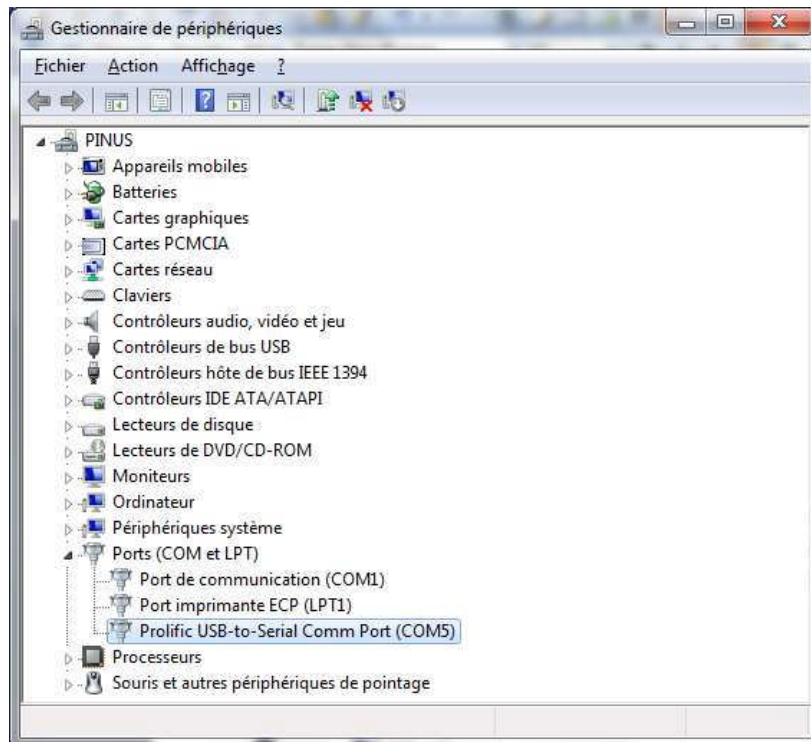 Gestionnaire de périphériques
Fichier Action Affichage ?
PINUS
Appareils mobiles
Batteries
Cartes graphiques
Cartes PCMCIA
Cartes réseau
Claviers
Contrôleurs audio, vidéo et jeu
Contrôleurs de bus USB
Contrôleurs hôte de bus IEEE 1394
Contrôleurs IDE ATA/ATAPI
Lecteurs de disque
Lecteurs de DVD/CD-ROM
Moniteurs
Ordinateur
Périphériques système
Ports (COM et LPT)
Port de communication (COM1)
Port imprimante ECP (LPT1)
Prolific USB-to-Serial Comm Port (COM5)
Processeurs
Souris et autres périphériques de pointage